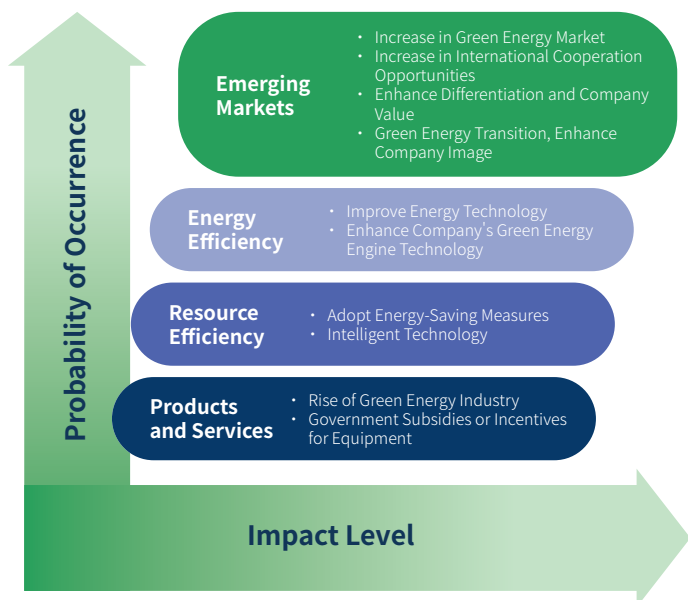 Probability of Occurrence
Emerging
Markets
・ Increase in Green Energy Market
・ Increase in International Cooperation
Opportunities
・ Enhance Differentiation and Company
Value
・ Green Energy Transition, Enhance
Company Image
Energy
Efficiency
・ Improve Energy Technology
・ Enhance Company's Green Energy
Engine Technology
Resource
Efficiency
・ Adopt Energy-Saving Measures
・ Intelligent Technology
Products
and Services
・ Rise of Green Energy Industry
・ Government Subsidies or Incentives
for Equipment
Impact Level